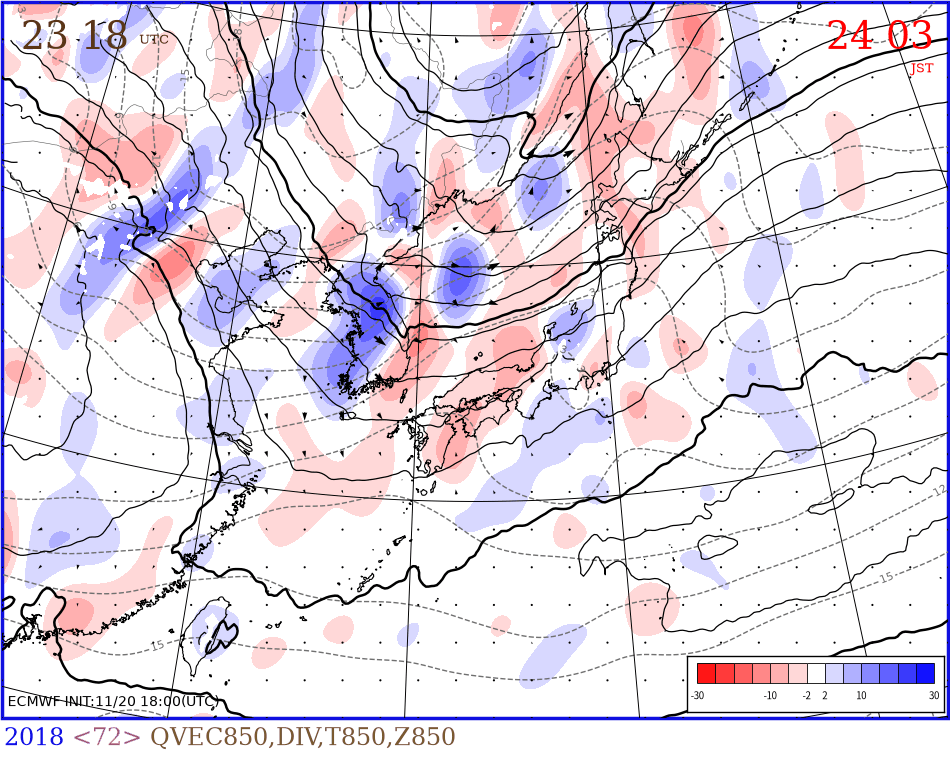 23 18 UTC
24 03
JST
12
15
15
ECMWF INIT:11/20 18:00(UTC)
-30 -10 -2 2 10 30
2018 <72> QVEC850,DIV,T850,Z850